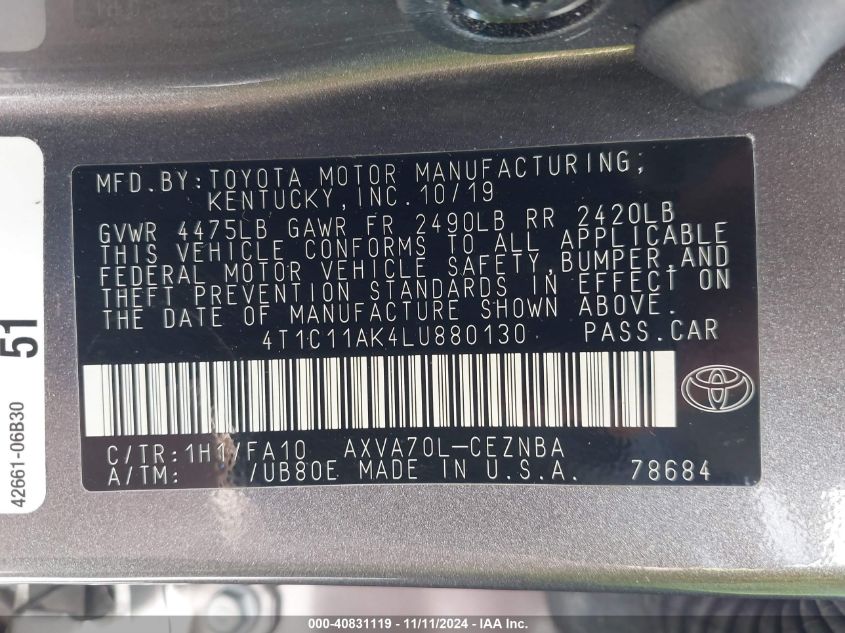 MFD.BY:TOYOTA MOTOR MANUFACTURING,
KENTUCKY,INC.10/19
GVWR 4475LB GAWR FR 2490LB RR 2420LB
THIS VEHICLE CONFORMS TO ALL APPLICABLE
FEDERAL MOTOR VEHICLE SAFETY,BUMPER,AND
THEFT PREVENTION STANDARDS IN EFFECT ON
THE DATE OF MANUFACTURE SHOWN ABOVE.
4T1C11AK4LU880130 PASS.CAR
C/TR:1H1/FA10 AXVA70L-CEZNBA
A/TM: /UB80E MADE IN U.S.A. 78684
51
42661-06B30
000-40831119 - 11/11/2024 - IAA Inc.